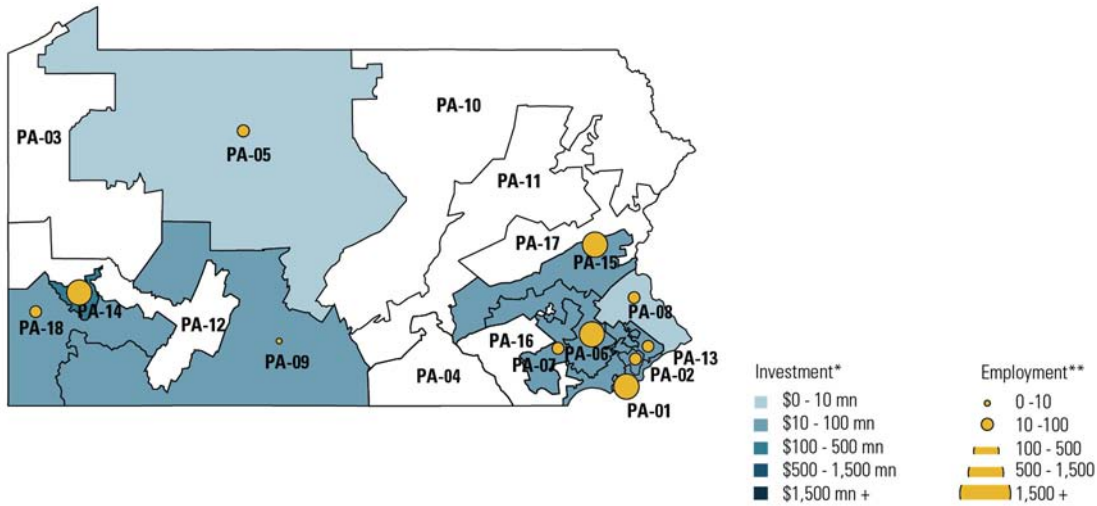 PA-10
PA-03
PA-05
PA-11
PA-17
PA-15
PA-14
PA-08
PA-18
PA-12
PA-16
PA-09
PA-07
PA-06
PA-13
PA-04
PA-02
PA-01
Investment*
$0 - 10 mn
$10 - 100 mn
$100 - 500 mn
$500 - 1,500 mn
$1,500 mn +
Employment**
0 -10
10 -100
100 - 500
500 - 1,500
1,500 +